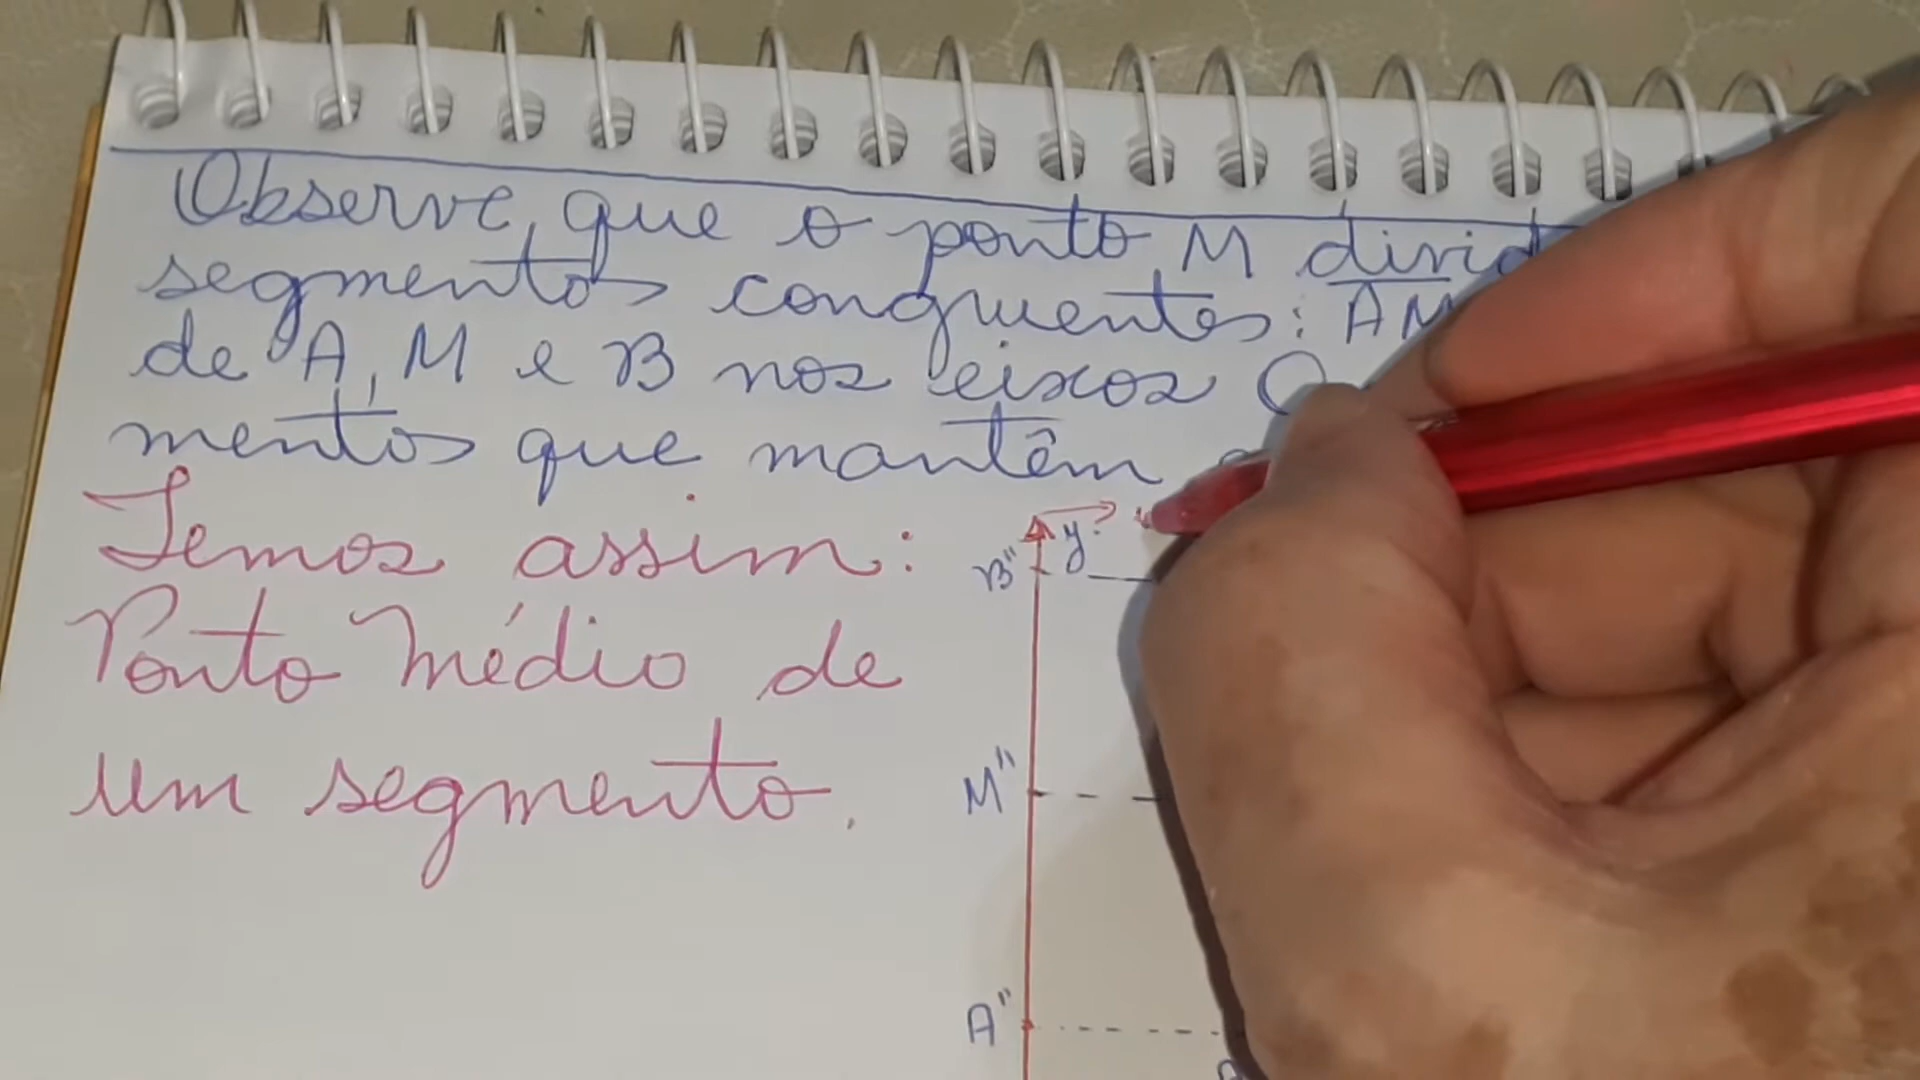 Observe, que o ponto M divid
segmentos congruentes: AM
de A, M e B nos eixos O
mentos que mantêm
Temos assim:
Ponto Médio de
um segmento.
y
B"
M"
A"